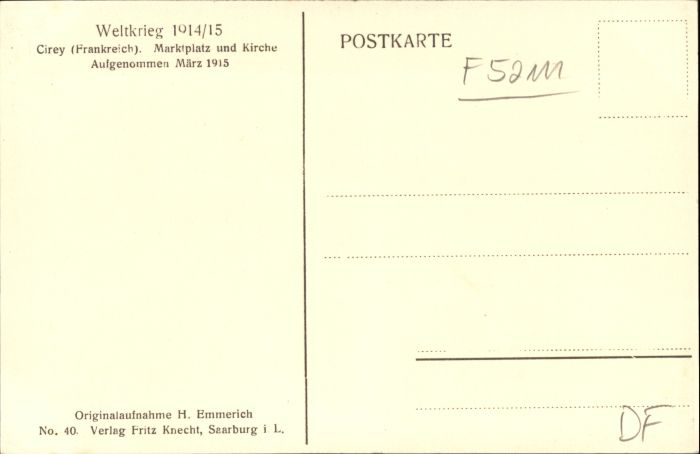 Weltkrieg 1914/15
Cirey (Frankreich). Marktplatz und Kirche
Aufgenommen März 1915
Originalaufnahme H. Emmerich
No. 40. Verlag Fritz Knecht, Saarburg i L.
POSTKARTE
DF